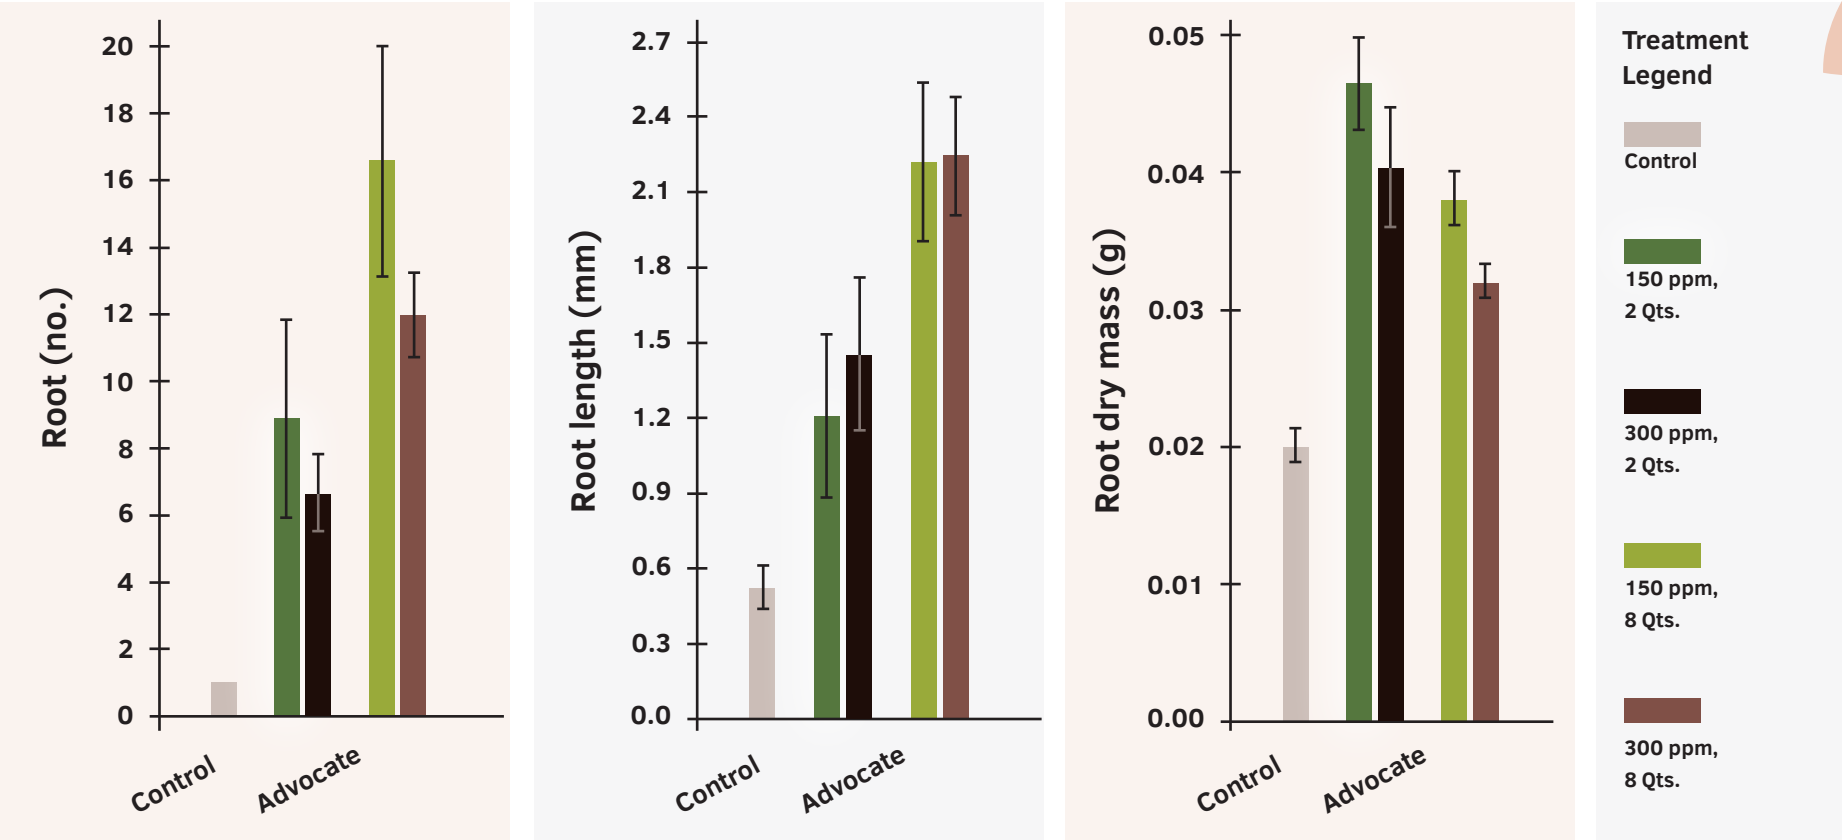 20
18
16
14
12
10
8
6
4
2
0
Root (no.)
Control
Advocate
2.7
2.4
2.1
1.8
1.5
1.2
0.9
0.6
0.3
0.0
Root length (mm)
Control
Advocate
0.05
0.04
0.03
0.02
0.01
0.00
Root dry mass (g)
Control
Advocate
Treatment
Legend
Control
150 ppm,
2 Qts.
300 ppm,
2 Qts.
150 ppm,
8 Qts.
300 ppm,
8 Qts.